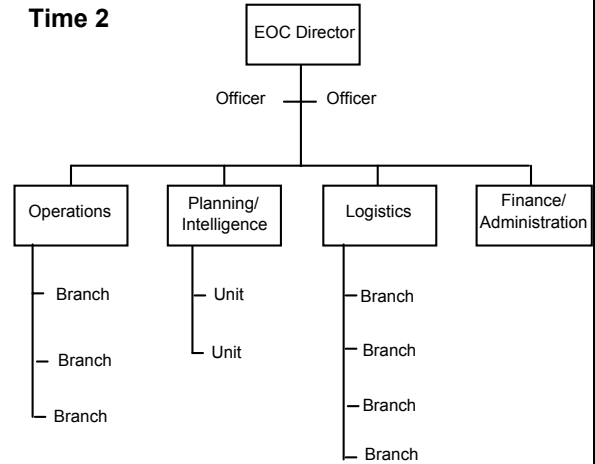 Time 2
EOC Director
Officer
Officer
Operations
Planning/
Intelligence
Logistics
Finance/
Administration
Branch
Branch
Branch
Unit
Unit
Branch
Branch
Branch
Branch